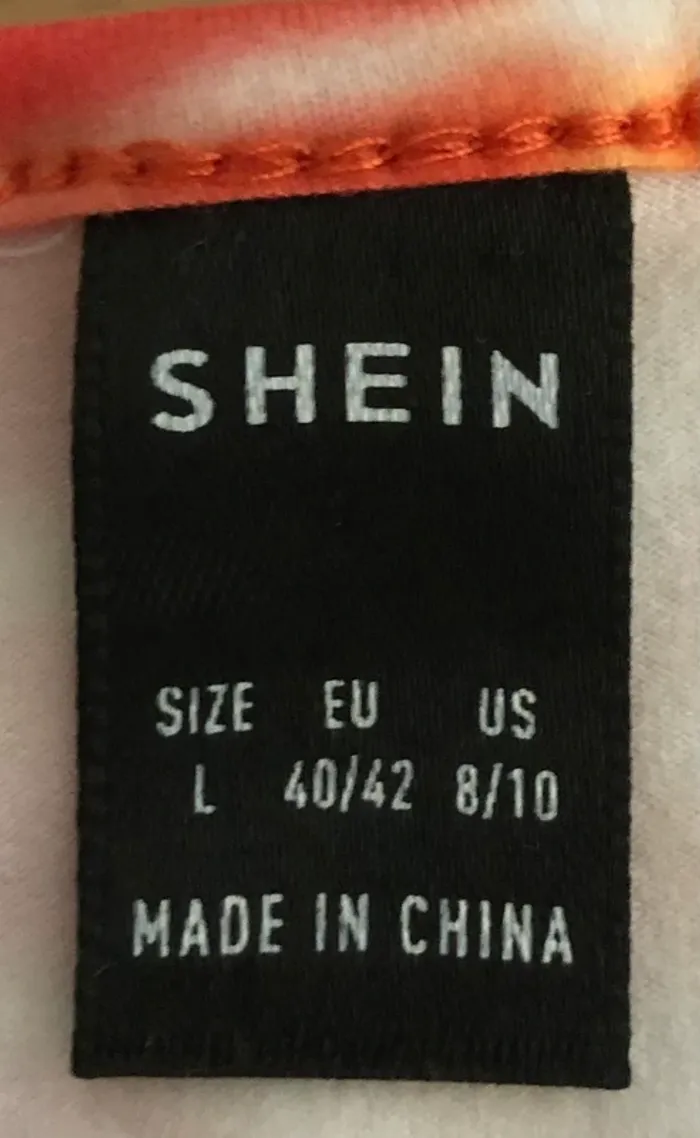 SHEIN
SIZE EU US
L 40/42 8/10
MADE IN CHINA